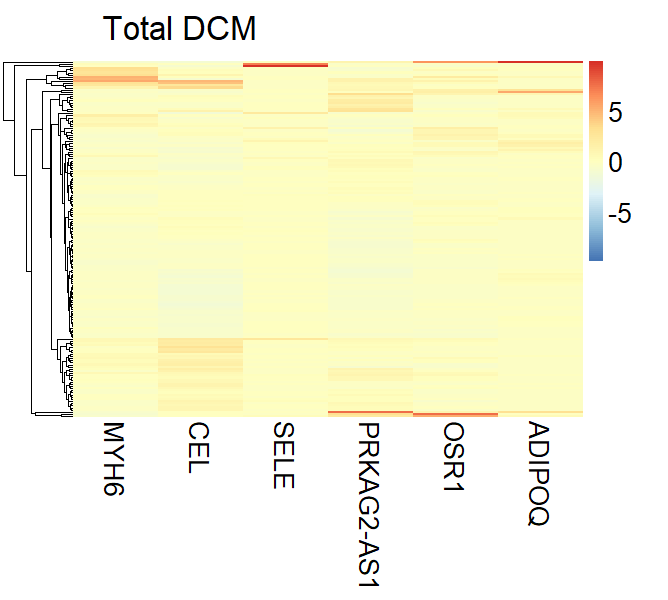 Total DCM
5
0
-5
MYH6
CEL
SELE
PRKAG2-AS1
OSR1
ADIPOQ